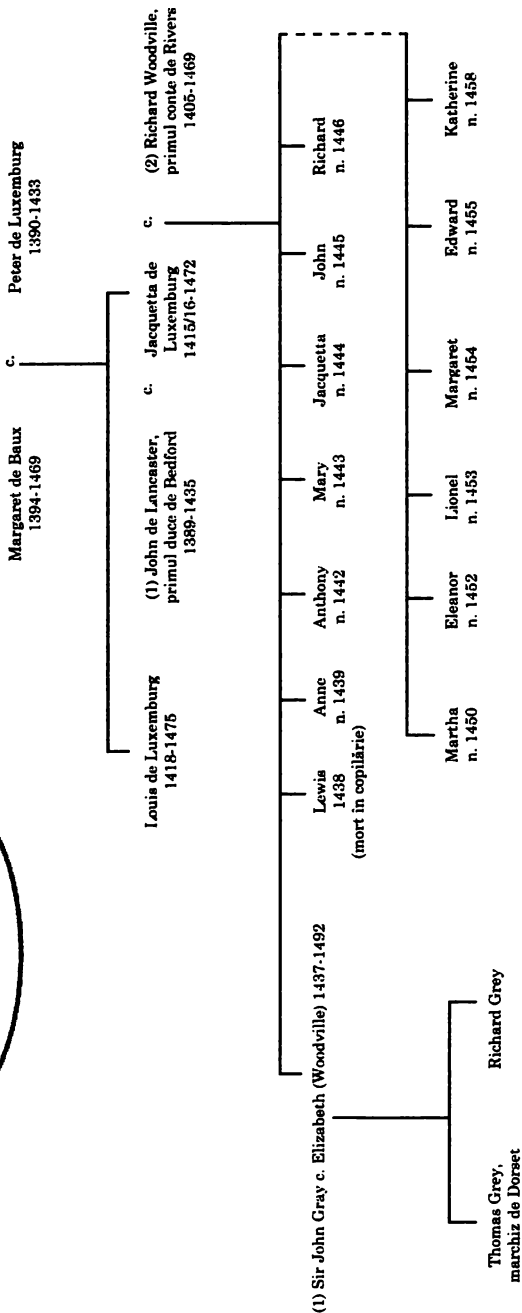 Margaret de Baux
1394-1469
c.
Peter de Luxemburg
1390-1433
Louis de Luxemburg
1418-1475
(1) John de Lancaster,
primul duce de Bedford
1389-1435
c.
Jacquetta de
Luxemburg
1415/16-1472
c.
(2) Richard Woodville,
primul conte de Rivers
1405-1469
(1) Sir John Gray c. Elizabeth (Woodville) 1437-1492
Lewis
1438
(mort in copilărie)
Anne
n. 1439
Anthony
n. 1442
Mary
n. 1443
Jacquetta
n. 1444
John
n. 1445
Richard
n. 1446
Martha
n. 1450
Eleanor
n. 1452
Lionel
n. 1453
Margaret
n. 1454
Edward
n. 1455
Katherine
n. 1458
Thomas Grey,
marchiz de Dorset
Richard Grey